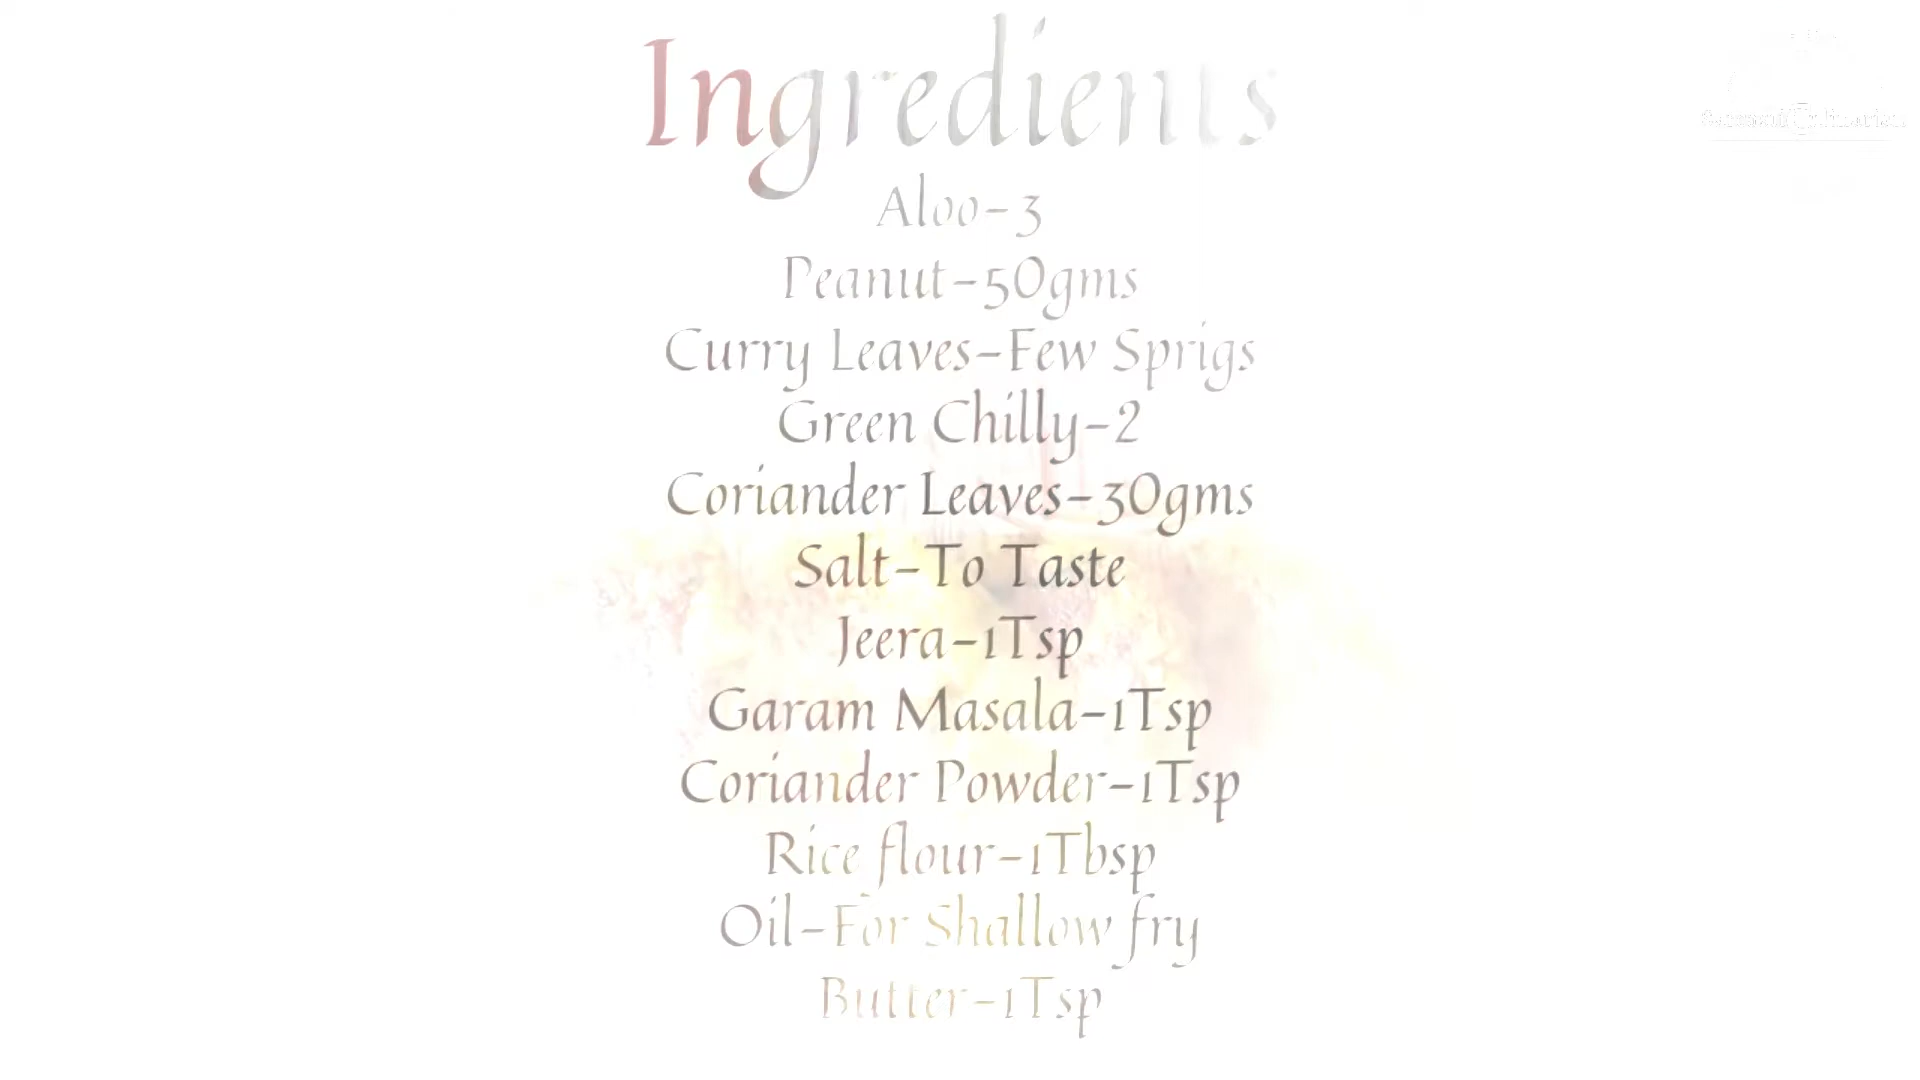 Ingredients
Aloo-3
Peanut-50gms
Curry Leaves-Few Sprigs
Green Chilly-2
Coriander Leaves-30gms
Salt-To Taste
Jeera-1Tsp
Garam Masala-1Tsp
Coriander Powder-1Tsp
Rice flour-1Tbsp
Oil-For Shallow fry
Butter-1Tsp